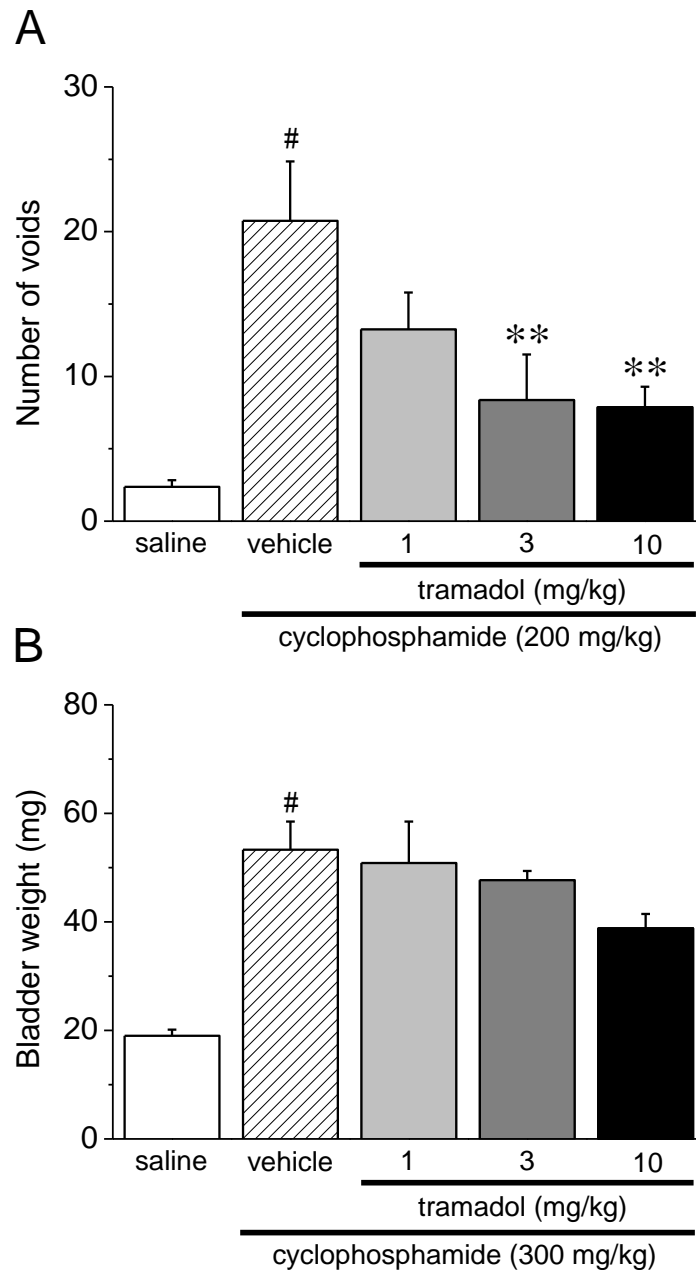 A
30
#
20
**
**
10
0
Number of voids
saline vehicle 1 3 10
tramadol (mg/kg)
cyclophosphamide (200 mg/kg)
B
80
#
60
40
20
0
Bladder weight (mg)
saline vehicle 1 3 10
tramadol (mg/kg)
cyclophosphamide (300 mg/kg)